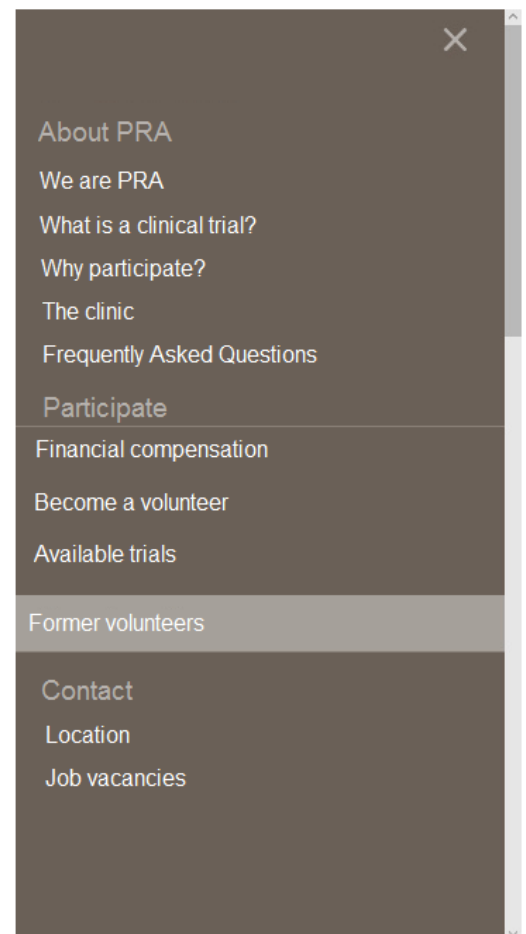 About PRA
We are PRA
What is a clinical trial?
Why participate?
The clinic
Frequently Asked Questions
Participate
Financial compensation
Become a volunteer
Available trials
Former volunteers
Contact
Location
Job vacancies